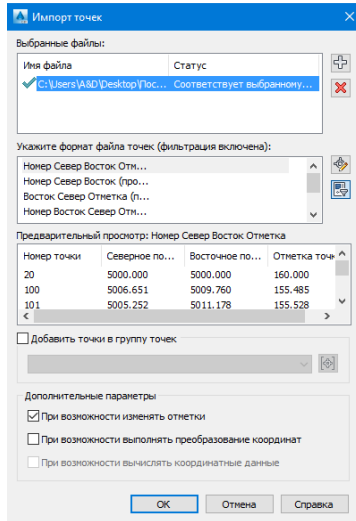 Импорт точек
Выбранные файлы:
Имя файла Статус
C:\Users\A&D\Desktop\Пос... Соответствует выбранному...
Укажите формат файла точек (фильтрация включена):
Номер Север Восток Отм...
Номер Север Восток (про...
Восток Север Отметка (п...
Номер Восток Север Отм...
Предварительный просмотр: Номер Север Восток Отметка
Номер точки Северное по... Восточное по... Отметка точк
20 5000.000 5000.000 160.000
100 5006.651 5009.760 155.485
101 5005.252 5011.178 155.528
Добавить точки в группу точек
Дополнительные параметры
При возможности изменять отметки
При возможности выполнять преобразование координат
При возможности вычислять координатные данные
OK Отмена Справка